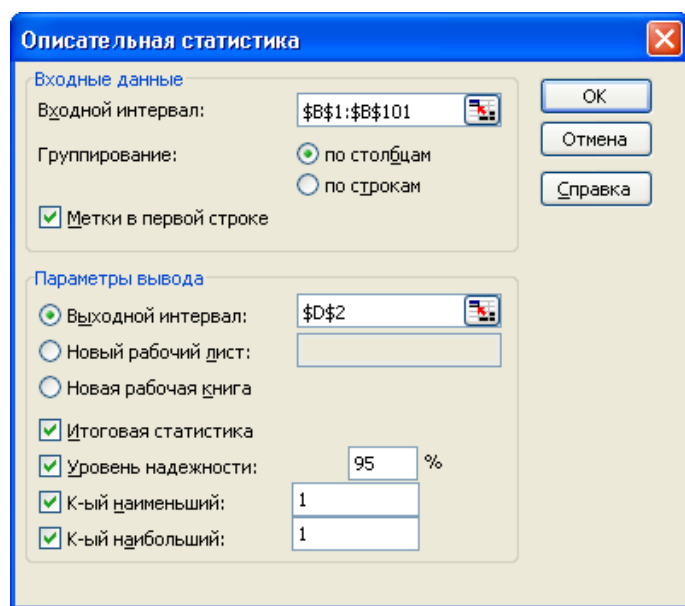 Описательная статистика
Входные данные
Входной интервал: $B$1:$B$101 ОК
Группирование: по столбцам Отмена
по строкам Справка
Метки в первой строке
Параметры вывода
Выходной интервал: $D$2
Новый рабочий лист:
Новая рабочая книга
Итоговая статистика
Уровень надежности: 95 %
К-ый наименьший: 1
К-ый наибольший: 1